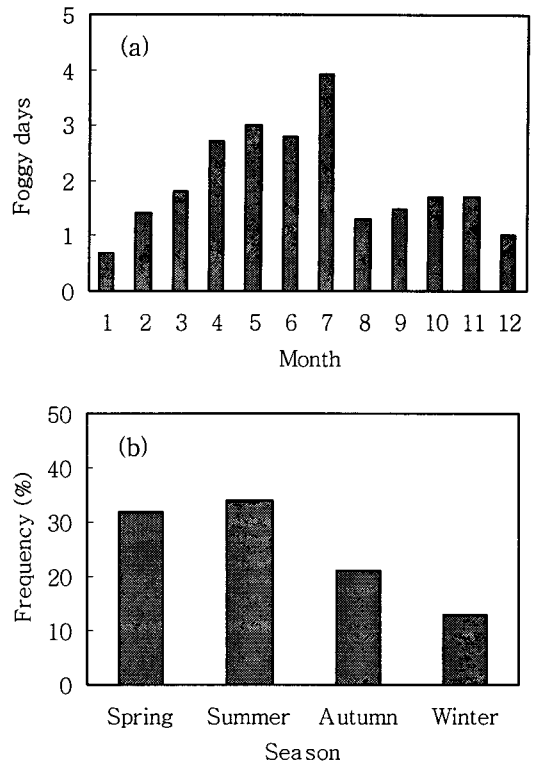 5
(a)
4
3
2
1
0
Foggy days
1 2 3 4 5 6 7 8 9 10 11 12
Month
50
(b)
40
30
20
10
0
Frequency (%)
Spring Summer Autumn Winter
Season